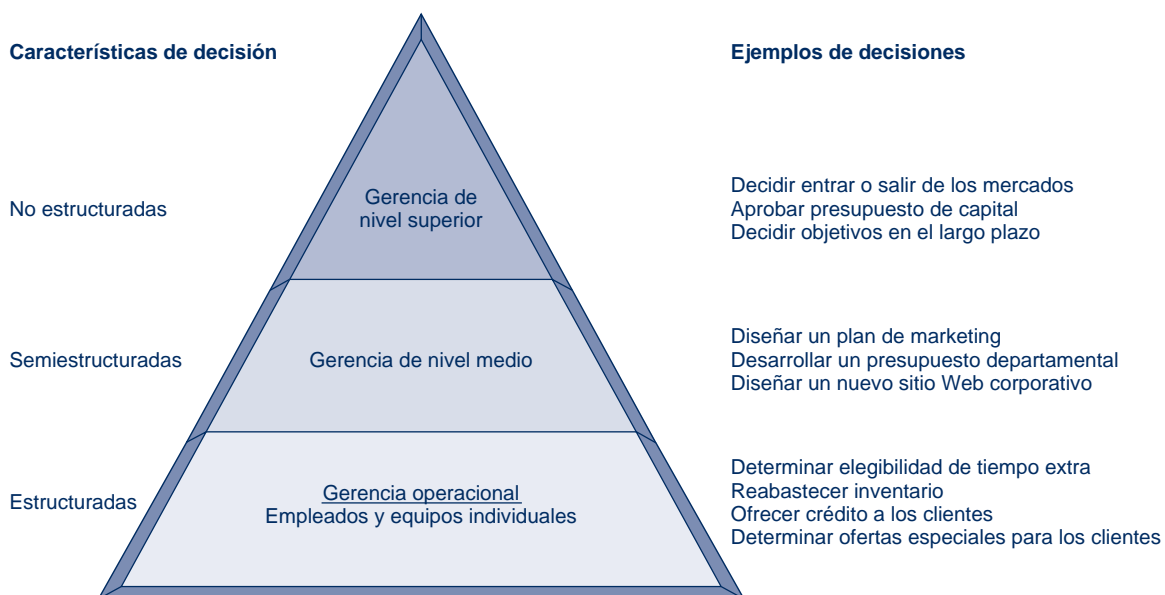 Características de decisión
Ejemplos de decisiones
No estructuradas
Gerencia de
nivel superior
Decidir entrar o salir de los mercados
Aprobar presupuesto de capital
Decidir objetivos en el largo plazo
Semiestructuradas
Gerencia de nivel medio
Diseñar un plan de marketing
Desarrollar un presupuesto departamental
Diseñar un nuevo sitio Web corporativo
Estructuradas
Gerencia operacional
Empleados y equipos individuales
Determinar elegibilidad de tiempo extra
Reabastecer inventario
Ofrecer crédito a los clientes
Determinar ofertas especiales para los clientes